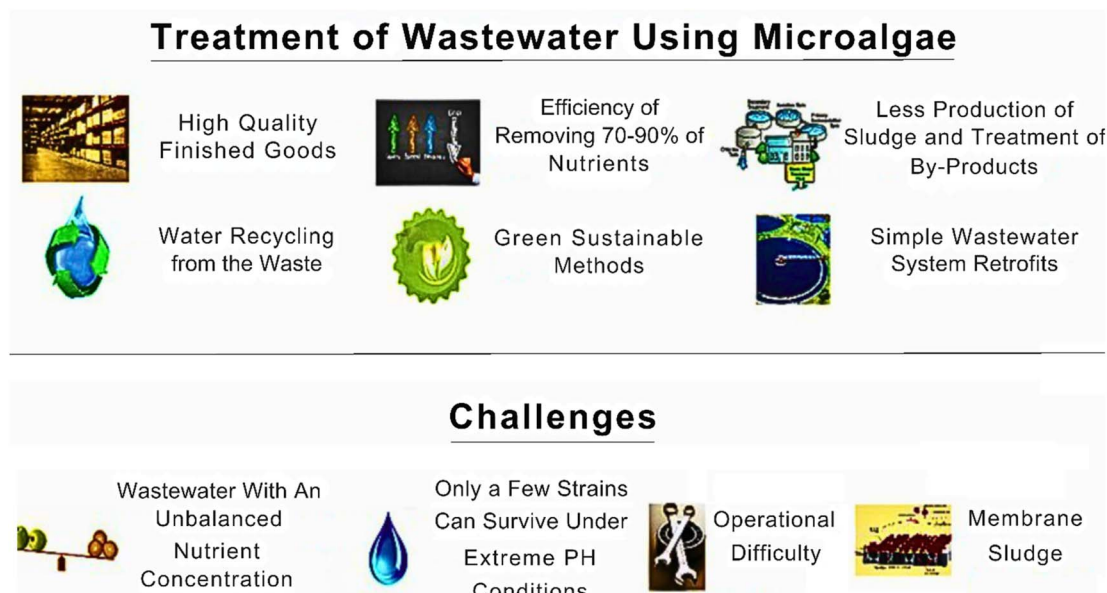 Treatment of Wastewater Using Microalgae
High Quality
Finished Goods
Efficiency of
Removing 70-90% of
Nutrients
Less Production of
Sludge and Treatment of
By-Products
Water Recycling
from the Waste
Green Sustainable
Methods
Simple Wastewater
System Retrofits
Challenges
Wastewater With An
Unbalanced
Nutrient
Concentration
Only a Few Strains
Can Survive Under
Extreme PH
Conditions
Operational
Difficulty
Membrane
Sludge